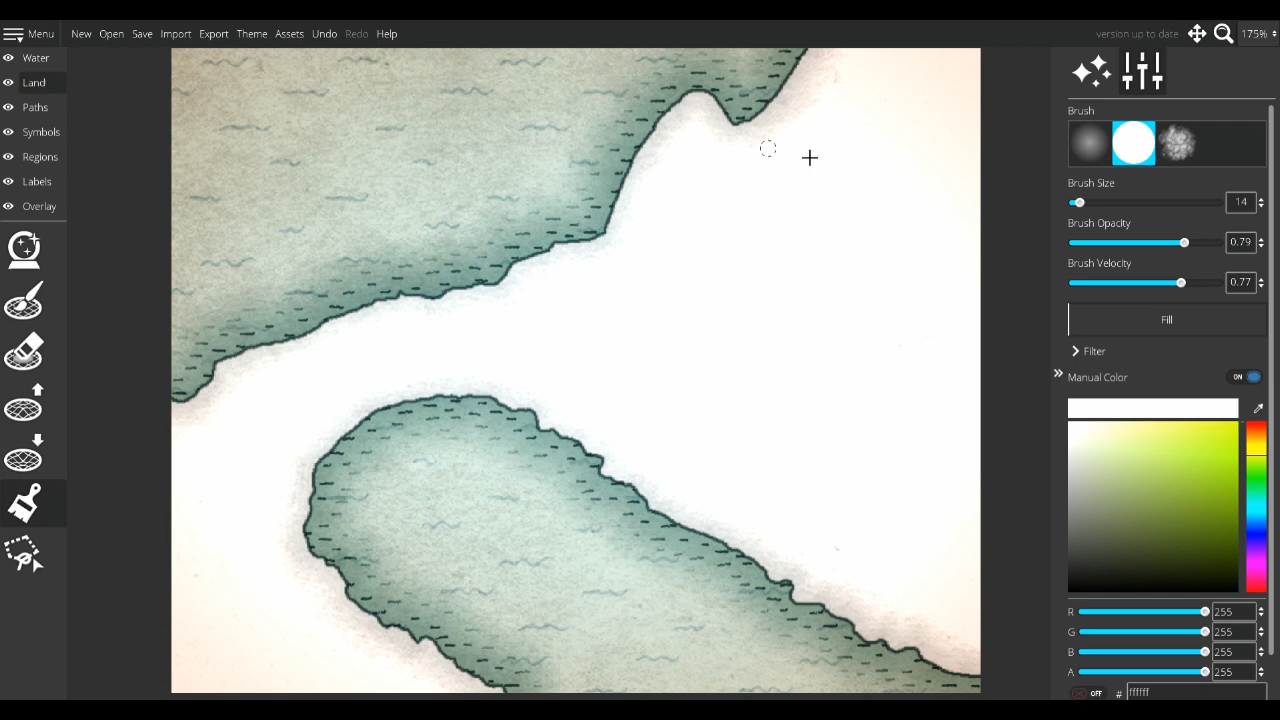 Menu New Open Save Import Export Theme Assets Undo Redo Help version up to date 175%
Water
Land
Paths
Symbols
Regions
Labels
Overlay
Brush
Brush Size
14
Brush Opacity
0.79
Brush Velocity
0.77
Fill
Filter
Manual Color ON
R 255
G 255
B 255
A 255
OFF # ffffff